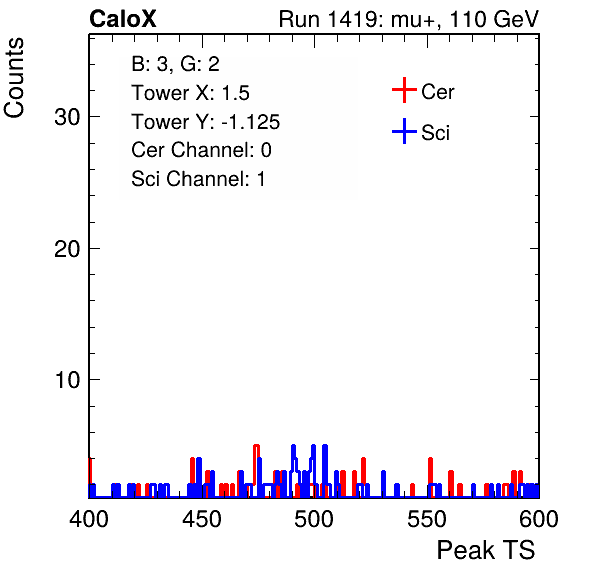 CaloX Run 1419: mu+, 110 GeV
Counts
B: 3, G: 2
Tower X: 1.5
Tower Y: -1.125
Cer Channel: 0
Sci Channel: 1
Cer
Sci
30
20
10
400 450 500 550 600
Peak TS